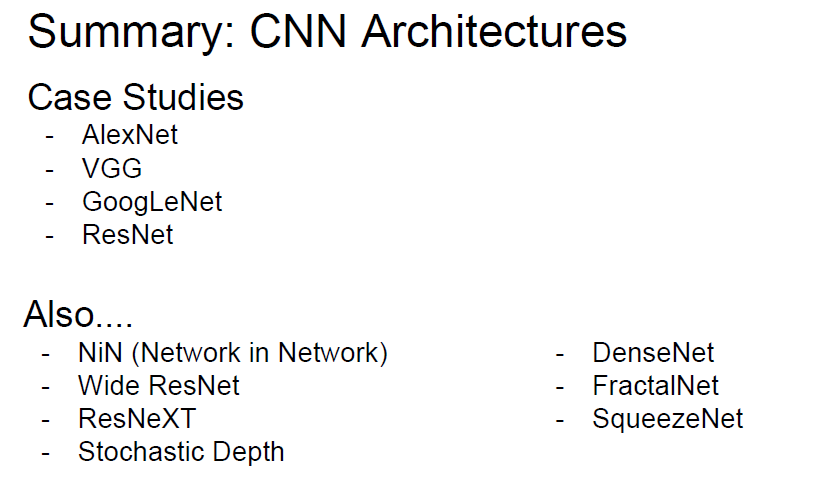 Summary: CNN Architectures
Case Studies
- AlexNet
- VGG
- GoogLeNet
- ResNet
Also....
- NiN (Network in Network)
- Wide ResNet
- ResNeXT
- Stochastic Depth
- DenseNet
- FractalNet
- SqueezeNet